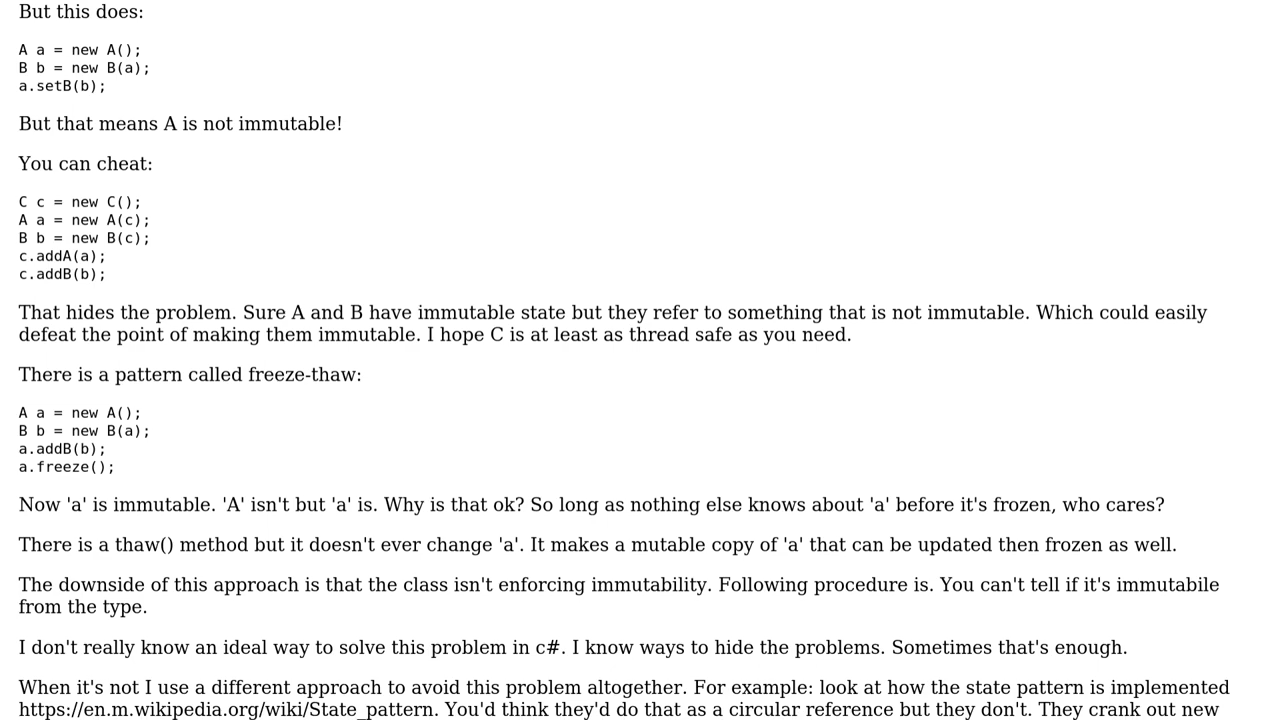 But this does:
A a = new A();
B b = new B(a);
a.setB(b);
But that means A is not immutable!
You can cheat:
C c = new C();
A a = new A(c);
B b = new B(c);
c.addA(a);
c.addB(b);
That hides the problem. Sure A and B have immutable state but they refer to something that is not immutable. Which could easily
defeat the point of making them immutable. I hope C is at least as thread safe as you need.
There is a pattern called freeze-thaw:
A a = new A();
B b = new B(a);
a.addB(b);
a.freeze();
Now 'a' is immutable. 'A' isn't but 'a' is. Why is that ok? So long as nothing else knows about 'a' before it's frozen, who cares?
There is a thaw() method but it doesn't ever change 'a'. It makes a mutable copy of 'a' that can be updated then frozen as well.
The downside of this approach is that the class isn't enforcing immutability. Following procedure is. You can't tell if it's immutabile
from the type.
I don't really know an ideal way to solve this problem in c#. I know ways to hide the problems. Sometimes that's enough.
When it's not I use a different approach to avoid this problem altogether. For example: look at how the state pattern is implemented
https://en.m.wikipedia.org/wiki/State_pattern. You'd think they'd do that as a circular reference but they don't. They crank out new